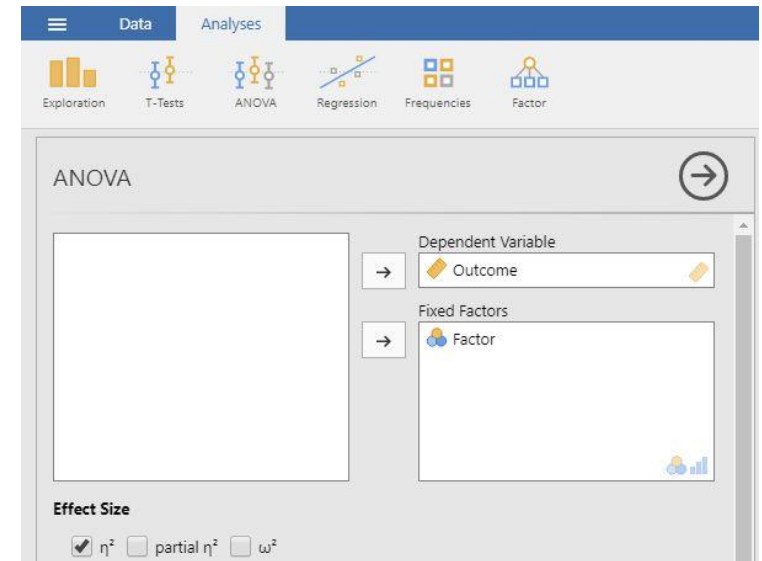 Data Analyses
Exploration T-Tests ANOVA Regression Frequencies Factor
ANOVA
Dependent Variable
Outcome
Fixed Factors
Factor
Effect Size
η² partial η² ω²